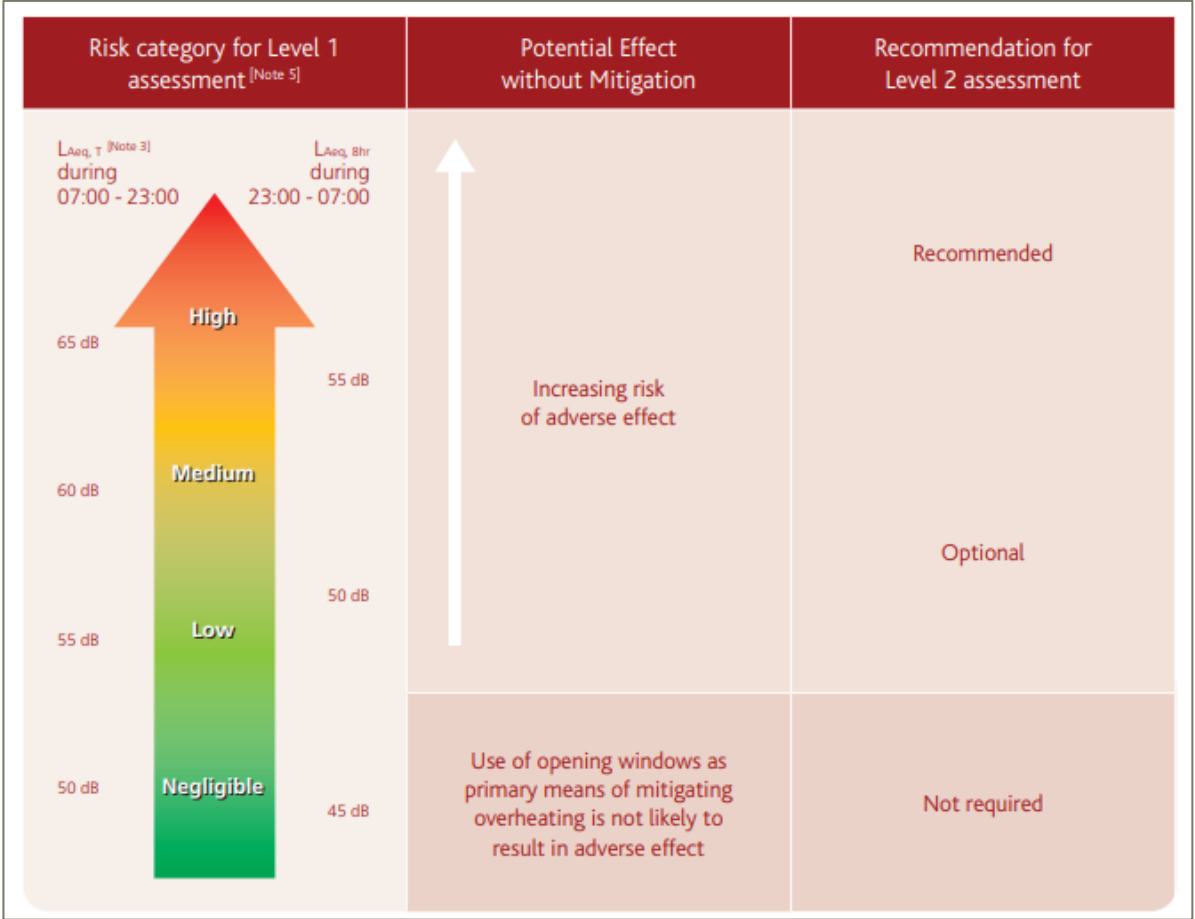 Risk category for Level 1
assessment [Note 5]
Potential Effect
without Mitigation
Recommendation for
Level 2 assessment
LAeq, T [Note 3]
during
07:00 - 23:00
LAeq, 8hr
during
23:00 - 07:00
High
65 dB
55 dB
Medium
60 dB
50 dB
Low
55 dB
Negligible
50 dB
45 dB
Increasing risk
of adverse effect
Use of opening windows as
primary means of mitigating
overheating is not likely to
result in adverse effect
Recommended
Optional
Not required